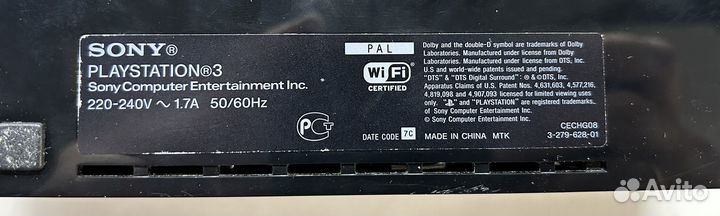 SONY®
PLAYSTATION®3
Sony Computer Entertainment Inc.
220-240V ~ 1.7A 50/60Hz
PAL
Wi Fi
CERTIFIED
PCT
DATE CODE 7C
Dolby and the double-D symbol are trademarks of Dolby
Laboratories. Manufactured under license from Dolby
Laboratories. Manufactured under license from DTS, Inc.
U.S and world-wide patents issued and pending.
"DTS" & "DTS Digital Surround": ® & © DTS, Inc.
Apparatus Claims of U.S. Patent Nos. 4,631,603, 4,577,216,
4,819,098 and 4,907,093 licensed for limited viewing uses
only. " " and "PLAYSTATION" are registered trademarks
of Sony Computer Entertainment Inc.
© Sony Computer Entertainment Inc.
CECHG08
MADE IN CHINA MTK
3-279-628-01
Avito